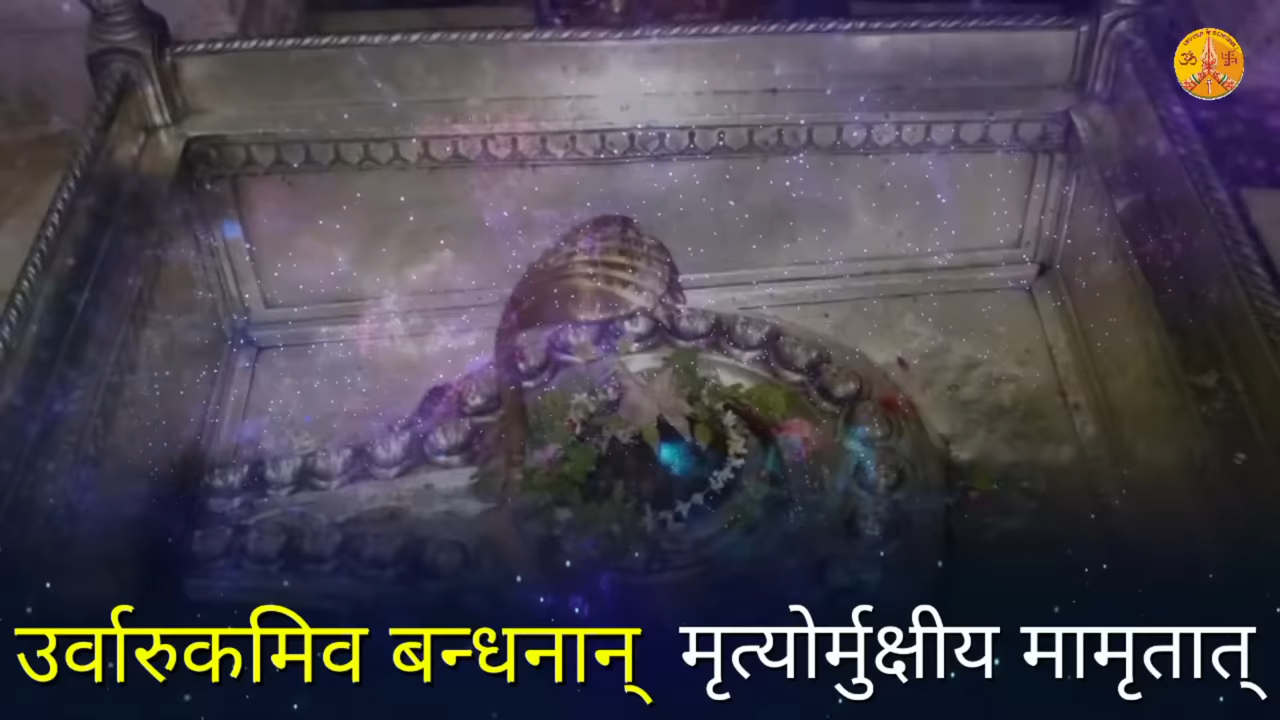 उर्वारुकमिव बन्धनान् मृत्योर्मुक्षीय मामृतात्